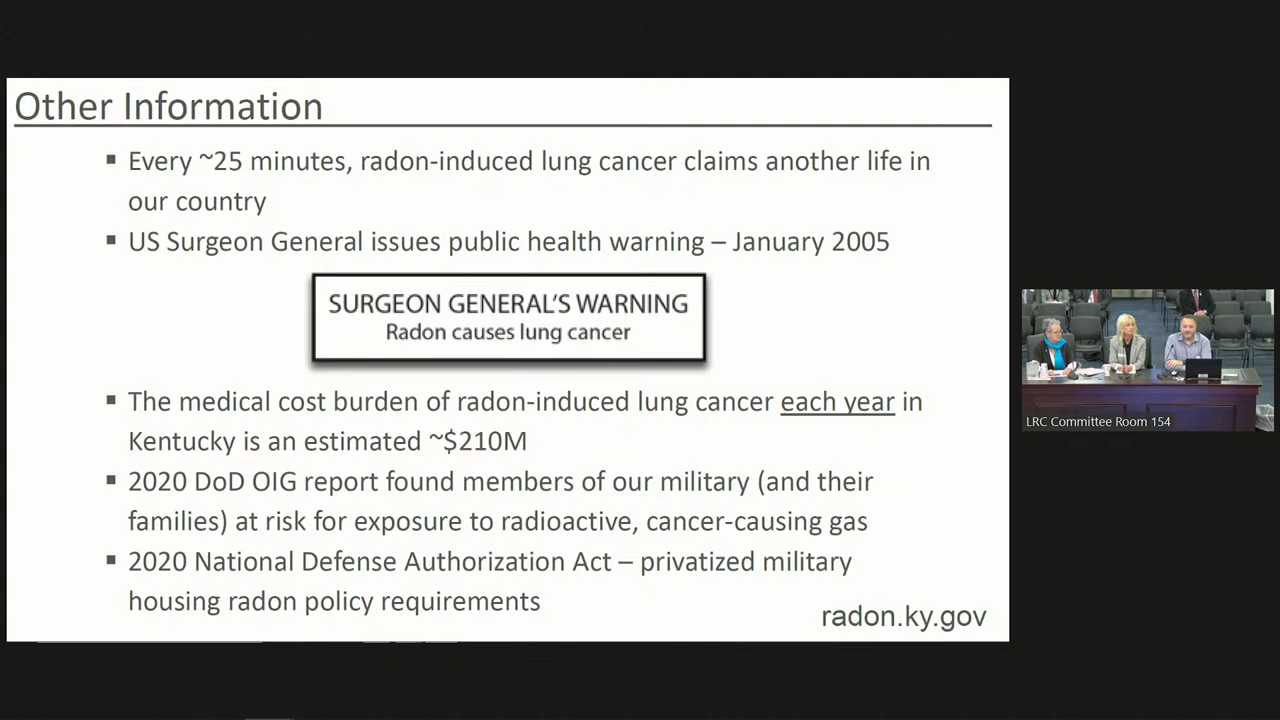 Other Information
▪ Every ~25 minutes, radon-induced lung cancer claims another life in
our country
▪ US Surgeon General issues public health warning – January 2005
SURGEON GENERAL'S WARNING
Radon causes lung cancer
▪ The medical cost burden of radon-induced lung cancer each year in
Kentucky is an estimated ~$210M
▪ 2020 DoD OIG report found members of our military (and their
families) at risk for exposure to radioactive, cancer-causing gas
▪ 2020 National Defense Authorization Act – privatized military
housing radon policy requirements
radon.ky.gov
LRC Committee Room 154